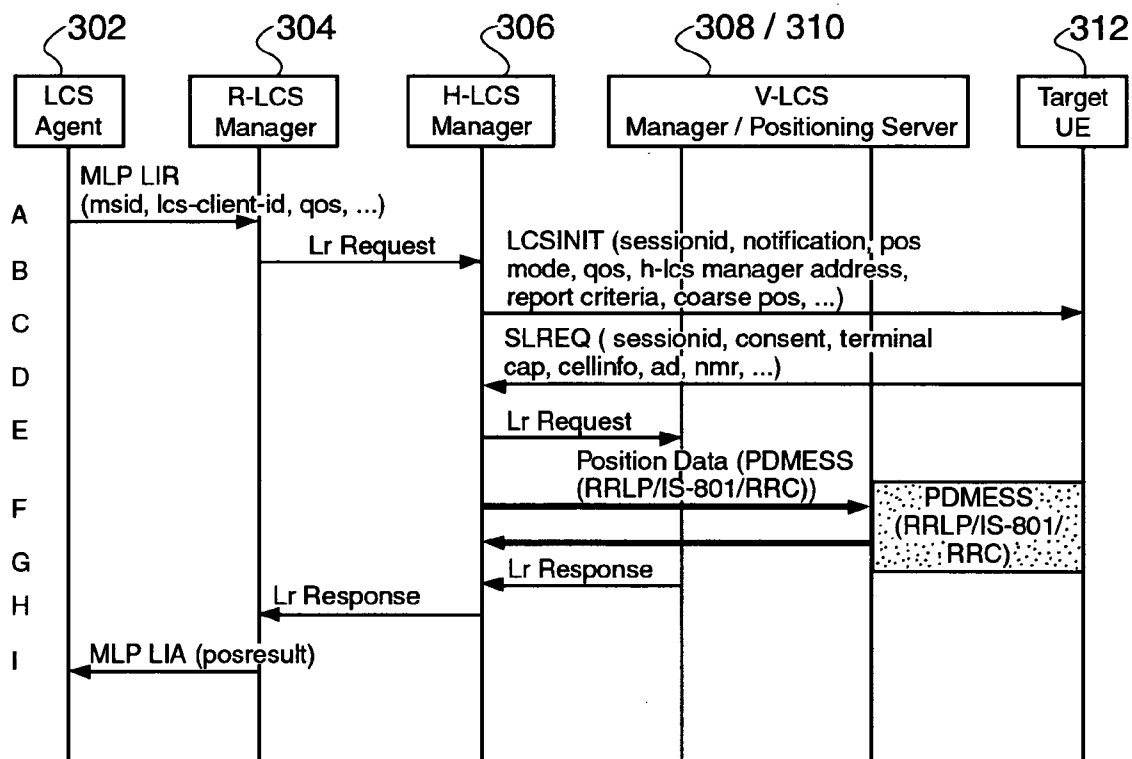 302
304
306
308 / 310
312
LCS
Agent
R-LCS
Manager
H-LCS
Manager
V-LCS
Manager / Positioning Server
Target
UE
MLP LIR
(msid, lcs-client-id, qos, ...)
A
Lr Request
B
LCSINIT (sessionid, notification, pos
mode, qos, h-lcs manager address,
report criteria, coarse pos, ...)
C
SLREQ ( sessionid, consent, terminal
cap, cellinfo, ad, nmr, ...)
D
E
Lr Request
Position Data (PDMESS
(RRLP/IS-801/RRC))
F
PDMESS
(RRLP/IS-801/
RRC)
G
Lr Response
H
Lr Response
I
MLP LIA (posresult)